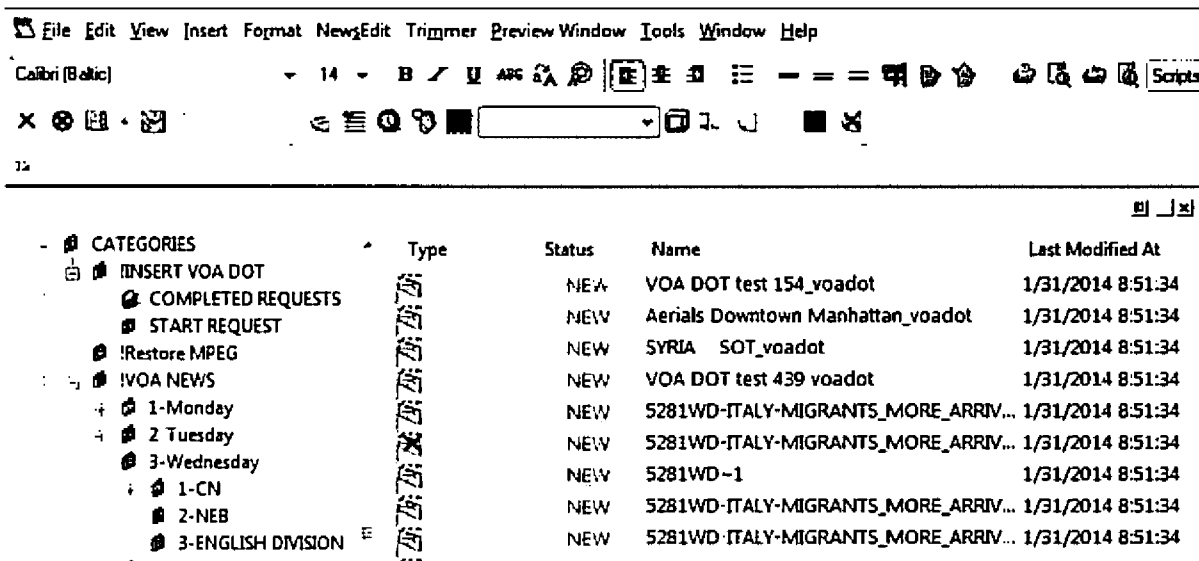 File Edit View Insert Format NewsEdit Trimmer Preview Window Tools Window Help
Calibri (Baltic) 14 B I U ABC Scripts
CATEGORIES
!INSERT VOA DOT
COMPLETED REQUESTS
START REQUEST
!Restore MPEG
!VOA NEWS
1-Monday
2 Tuesday
3-Wednesday
1-CN
2-NEB
3-ENGLISH DIVISION
Type Status Name Last Modified At
NEW VOA DOT test 154_voadot 1/31/2014 8:51:34
NEW Aerials Downtown Manhattan_voadot 1/31/2014 8:51:34
NEW SYRIA SOT_voadot 1/31/2014 8:51:34
NEW VOA DOT test 439 voadot 1/31/2014 8:51:34
NEW 5281WD-ITALY-MIGRANTS_MORE_ARRIV... 1/31/2014 8:51:34
NEW 5281WD-ITALY-MIGRANTS_MORE_ARRIV... 1/31/2014 8:51:34
NEW 5281WD~1 1/31/2014 8:51:34
NEW 5281WD-ITALY-MIGRANTS_MORE_ARRIV... 1/31/2014 8:51:34
NEW 5281WD-ITALY-MIGRANTS_MORE_ARRIV... 1/31/2014 8:51:34